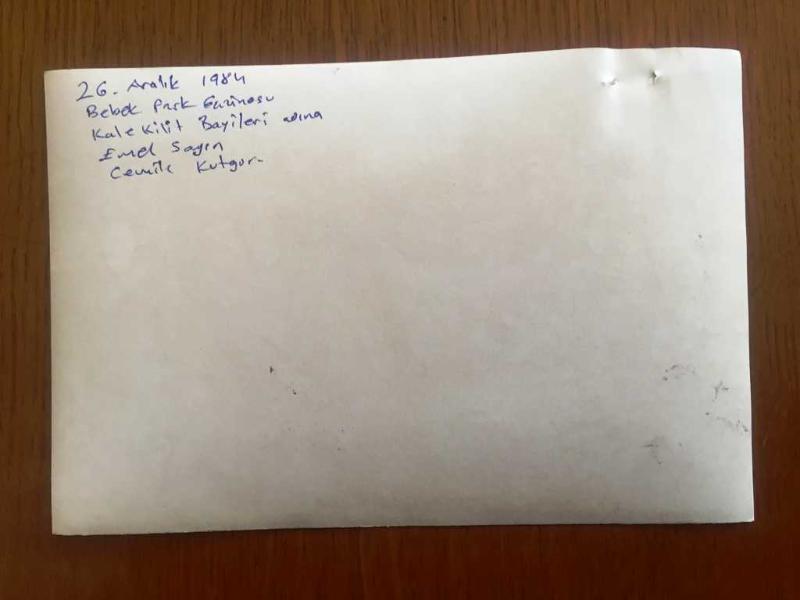 26. Aralık 1984
Bebek Park Gazinosu
Kale Kilit Bayileri adına
Emel Sayın
Cemile Kutgün